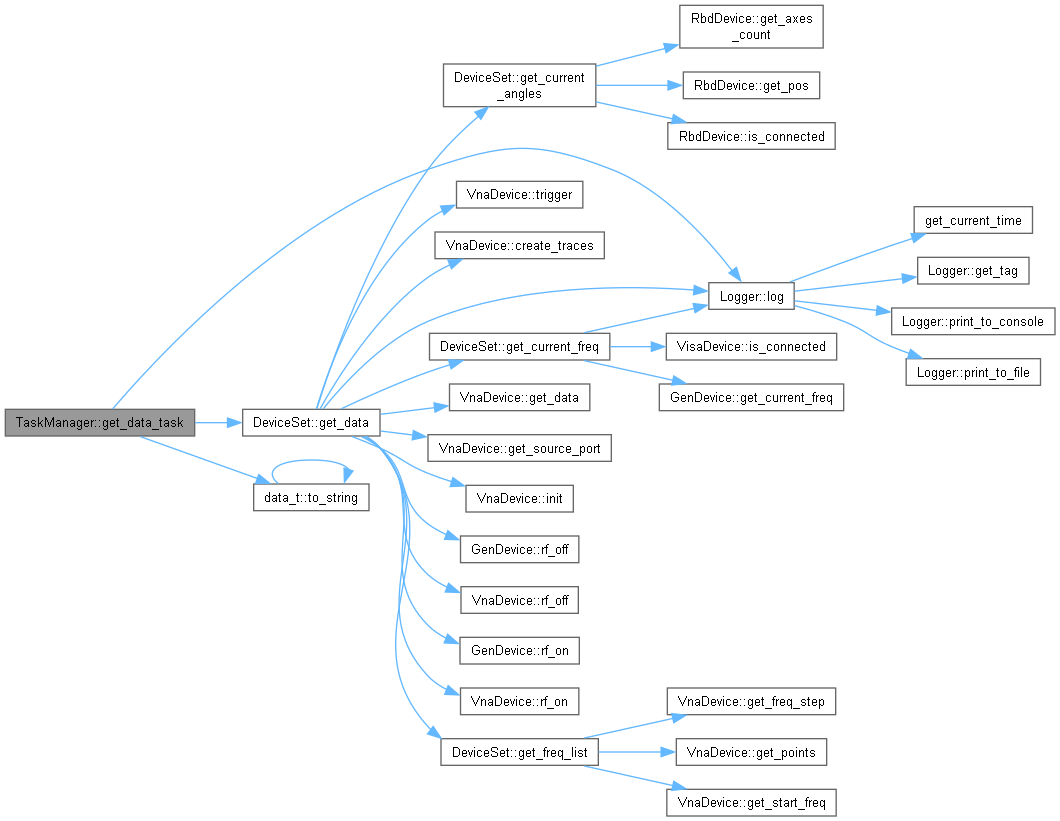 RbdDevice::get_axes
_count
DeviceSet::get_current
_angles
RbdDevice::get_pos
RbdDevice::is_connected
VnaDevice::trigger
get_current_time
VnaDevice::create_traces
Logger::get_tag
Logger::log
Logger::print_to_console
DeviceSet::get_current_freq
VisaDevice::is_connected
Logger::print_to_file
VnaDevice::get_data
GenDevice::get_current_freq
TaskManager::get_data_task
DeviceSet::get_data
VnaDevice::get_source_port
data_t::to_string
VnaDevice::init
GenDevice::rf_off
VnaDevice::rf_off
GenDevice::rf_on
VnaDevice::rf_on
VnaDevice::get_freq_step
DeviceSet::get_freq_list
VnaDevice::get_points
VnaDevice::get_start_freq